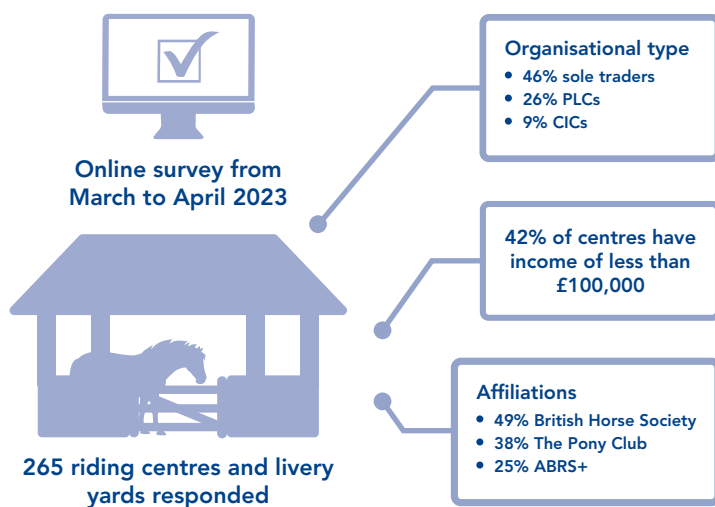 Online survey from
March to April 2023
265 riding centres and livery
yards responded
Organisational type
• 46% sole traders
• 26% PLCs
• 9% CICs
42% of centres have
income of less than
£100,000
Affiliations
• 49% British Horse Society
• 38% The Pony Club
• 25% ABRS+